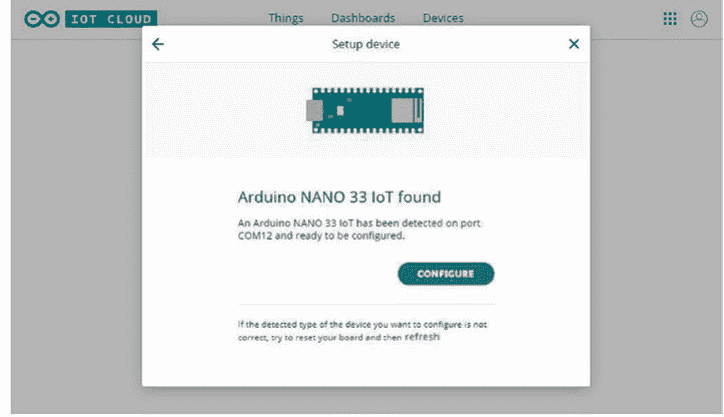 IOT CLOUD Things Dashboards Devices
Setup device
Arduino NANO 33 IoT found
An Arduino NANO 33 IoT has been detected on port
COM12 and ready to be configured.
CONFIGURE
If the detected type of the device you want to configure is not
correct, try to reset your board and then refresh